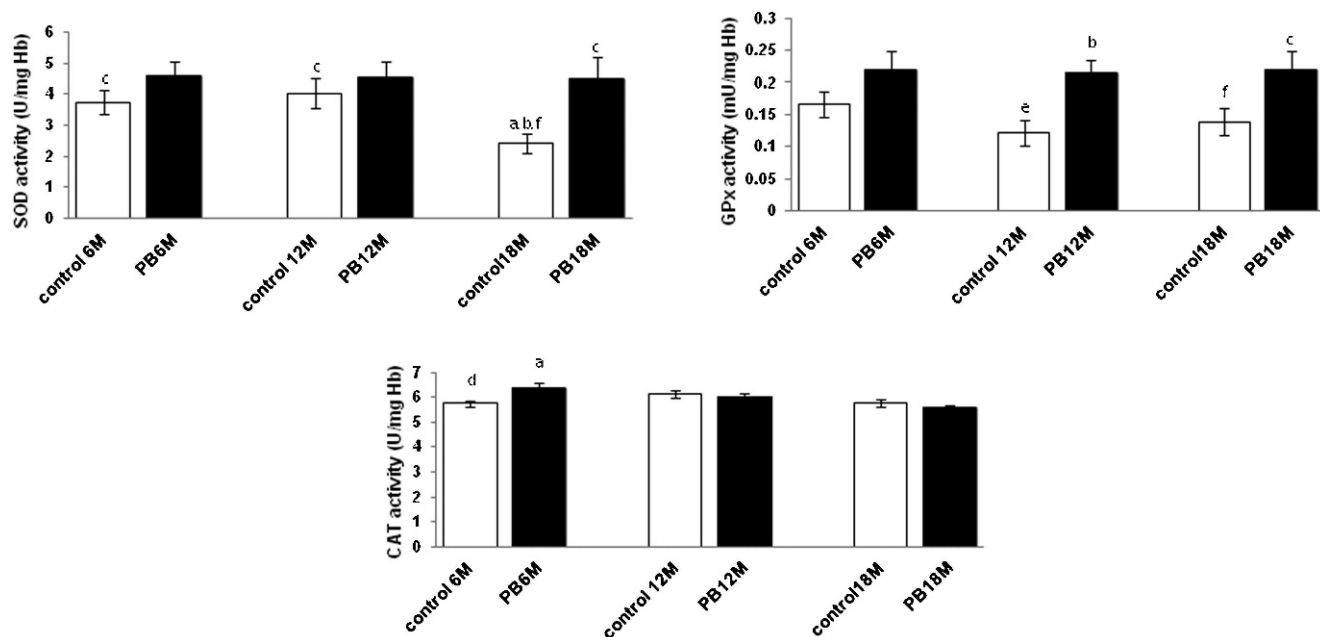 SOD activity (U/mg Hb)
6
5
4
3
2
1
0
c
c
a,b,f
c
control 6M
PB6M
control 12M
PB12M
control18M
PB18M
GPx activity (mU/mg Hb)
0.3
0.25
0.2
0.15
0.1
0.05
0
e
b
f
c
control 6M
PB6M
control 12M
PB12M
control18M
PB18M
CAT activity (U/mg Hb)
7
6
5
4
3
2
1
0
d
a
control 6M
PB6M
control 12M
PB12M
control18M
PB18M